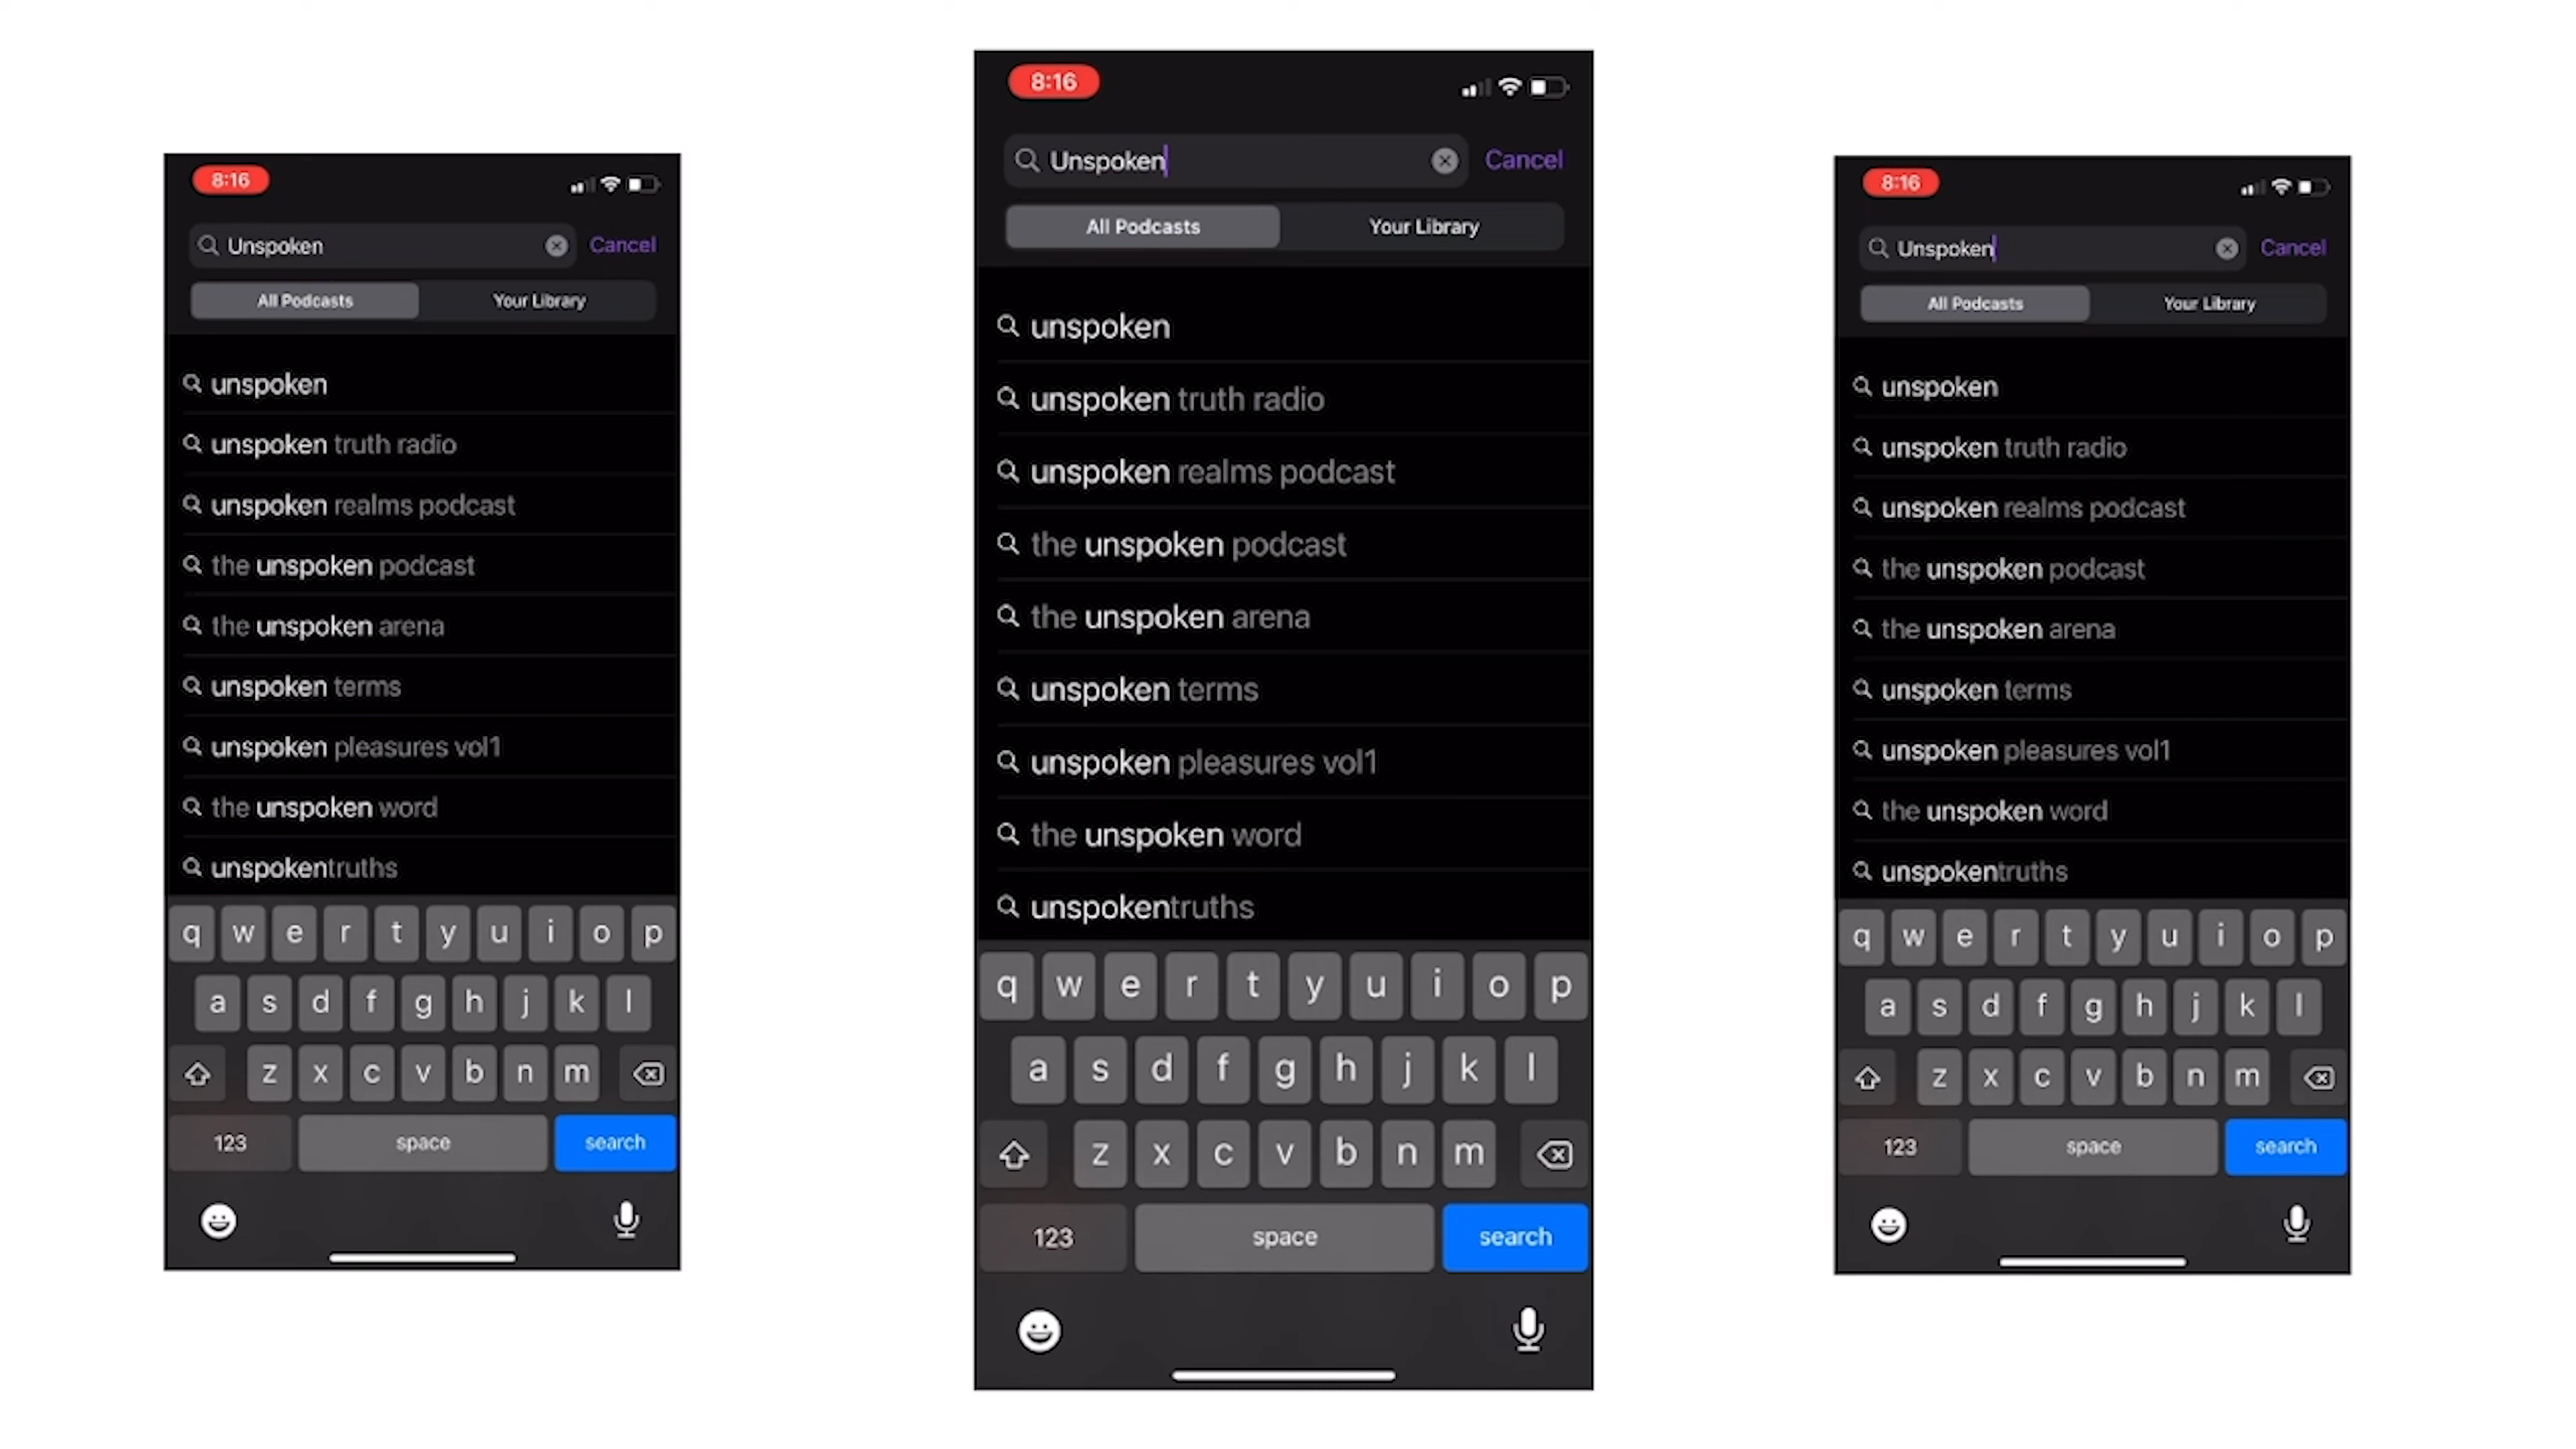 8:16
Unspoken
Cancel
All Podcasts
Your Library
unspoken
unspoken truth radio
unspoken realms podcast
the unspoken podcast
the unspoken arena
unspoken terms
unspoken pleasures vol1
the unspoken word
unspokentruths
q w e r t y u i o p
a s d f g h j k l
z x c v b n m
123 space search
8:16
Unspoken
Cancel
All Podcasts
Your Library
unspoken
unspoken truth radio
unspoken realms podcast
the unspoken podcast
the unspoken arena
unspoken terms
unspoken pleasures vol1
the unspoken word
unspokentruths
q w e r t y u i o p
a s d f g h j k l
z x c v b n m
123 space search
8:16
Unspoken
Cancel
All Podcasts
Your Library
unspoken
unspoken truth radio
unspoken realms podcast
the unspoken podcast
the unspoken arena
unspoken terms
unspoken pleasures vol1
the unspoken word
unspokentruths
q w e r t y u i o p
a s d f g h j k l
z x c v b n m
123 space search